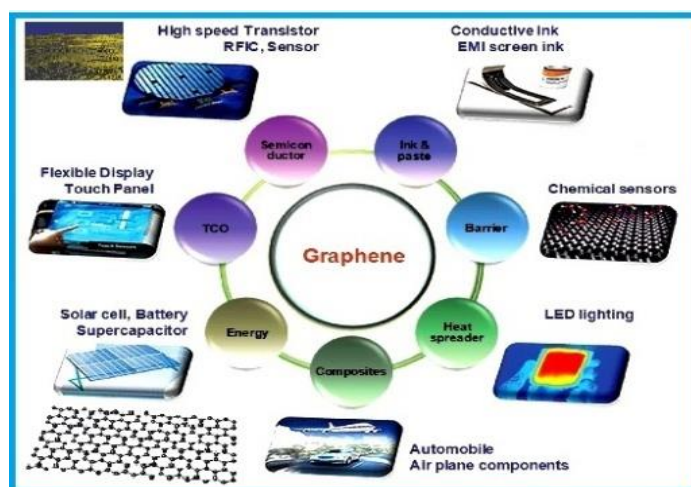 High speed Transistor
RFIC, Sensor
Conductive Ink
EMI screen ink
Semicon
ductor
Ink &
paste
Flexible Display
Touch Panel
TCO
Graphene
Barrier
Chemical sensors
Solar cell, Battery
Supercapacitor
Energy
Heat
spreader
LED lighting
Composites
Automobile
Air plane components